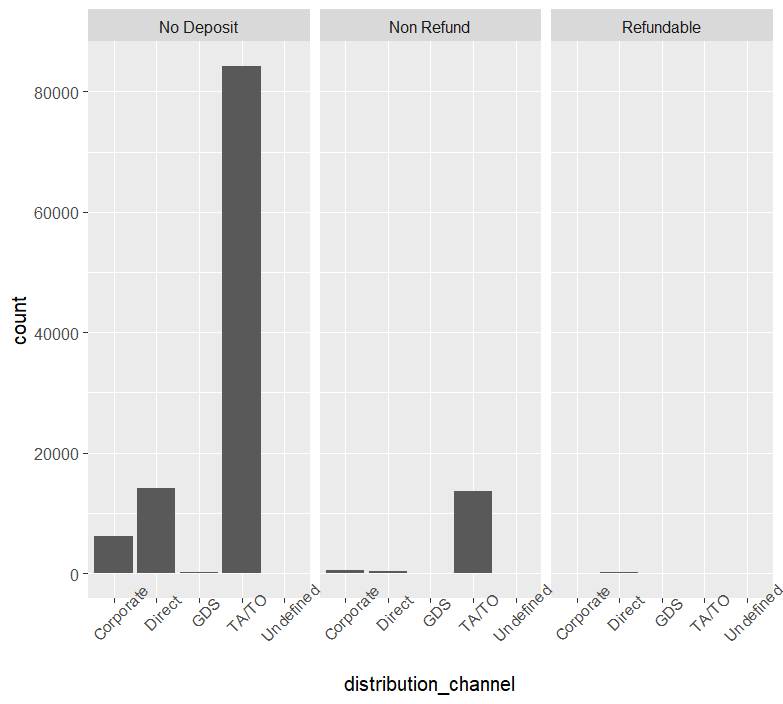 No Deposit
Non Refund
Refundable
80000
60000
40000
20000
0
count
Corporate
Direct
GDS
TA/TO
Undefined
Corporate
Direct
GDS
TA/TO
Undefined
Corporate
Direct
GDS
TA/TO
Undefined
distribution_channel